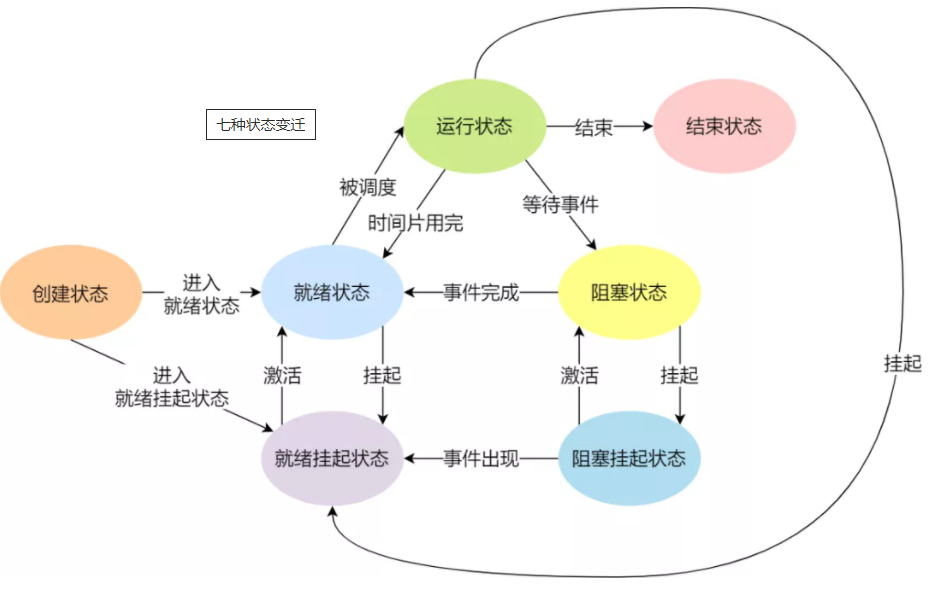 七种状态变迁
运行状态
结束
结束状态
被调度
时间片用完
等待事件
创建状态
进入
就绪状态
就绪状态
事件完成
阻塞状态
进入
就绪挂起状态
激活
挂起
激活
挂起
挂起
就绪挂起状态
事件出现
阻塞挂起状态